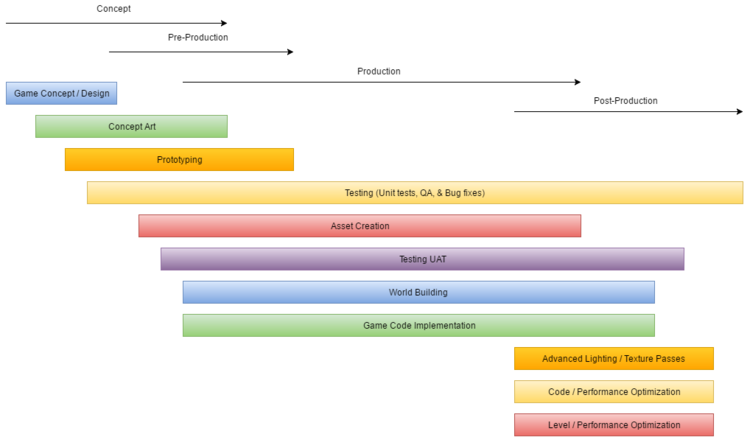 Concept
Pre-Production
Production
Post-Production
Game Concept / Design
Concept Art
Prototyping
Testing (Unit tests, QA, & Bug fixes)
Asset Creation
Testing UAT
World Building
Game Code Implementation
Advanced Lighting / Texture Passes
Code / Performance Optimization
Level / Performance Optimization